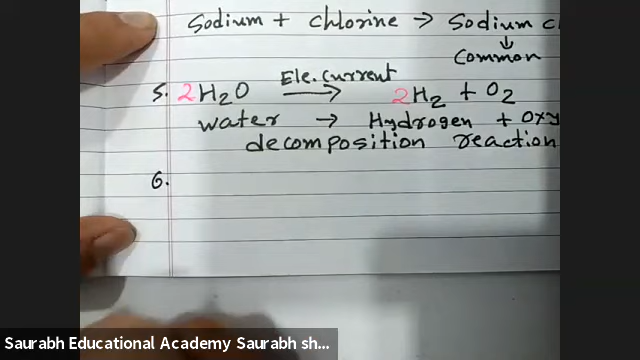 Sodium + chlorine → Sodium
↓
Common
5. 2H₂O Ele.current → 2H₂ + O₂
water → Hydrogen + Oxy
decomposition reaction
6.
Saurabh Educational Academy Saurabh sh...